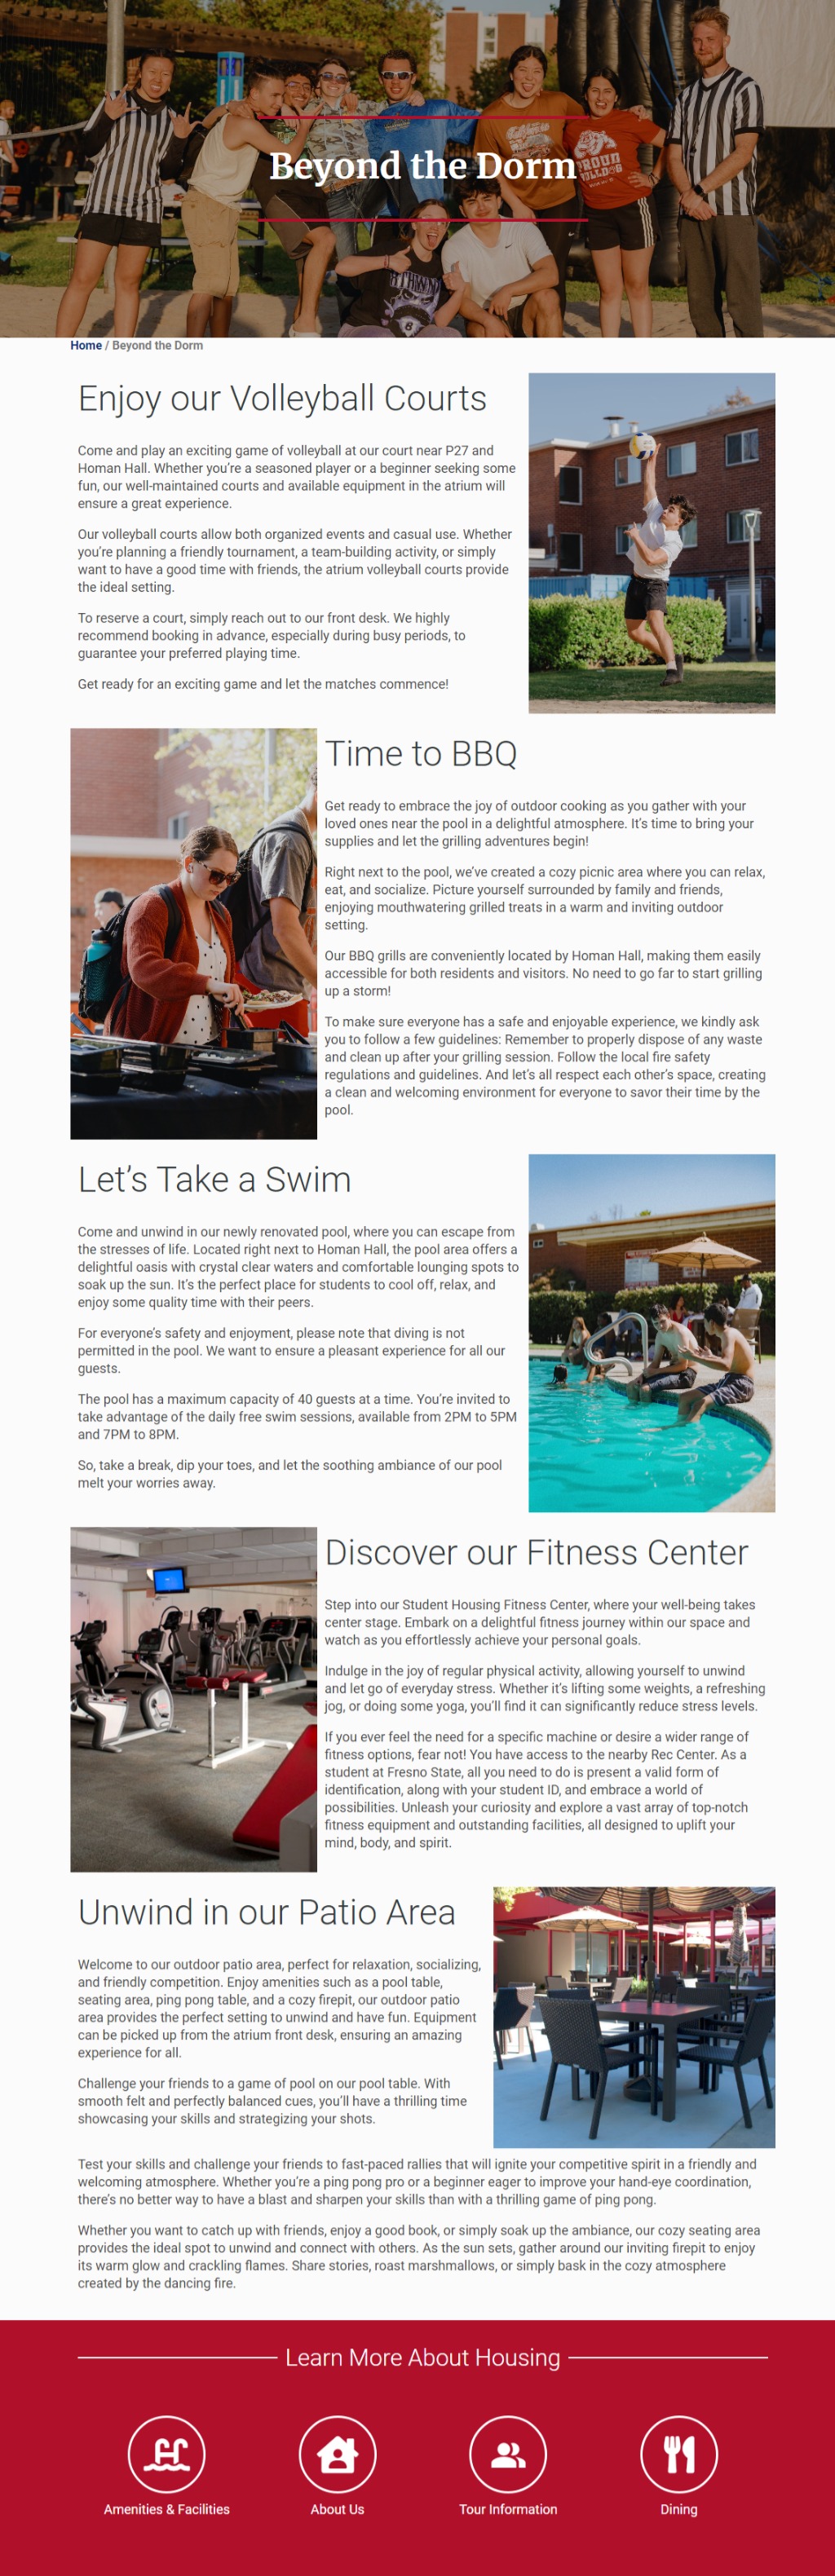 Beyond the Dorm
PROUD
Home / Beyond the Dorm
Enjoy our Volleyball Courts
Come and play an exciting game of volleyball at our court near P27 and
Homan Hall. Whether you're a seasoned player or a beginner seeking some
fun, our well-maintained courts and available equipment in the atrium will
ensure a great experience.
Our volleyball courts allow both organized events and casual use. Whether
you're planning a friendly tournament, a team-building activity, or simply
want to have a good time with friends, the atrium volleyball courts provide
the ideal setting.
To reserve a court, simply reach out to our front desk. We highly
recommend booking in advance, especially during busy periods, to
guarantee your preferred playing time.
Get ready for an exciting game and let the matches commence!
Time to BBQ
Get ready to embrace the joy of outdoor cooking as you gather with your
loved ones near the pool in a delightful atmosphere. It's time to bring your
supplies and let the grilling adventures begin!
Right next to the pool, we've created a cozy picnic area where you can relax,
eat, and socialize. Picture yourself surrounded by family and friends,
enjoying mouthwatering grilled treats in a warm and inviting outdoor
setting.
Our BBQ grills are conveniently located by Homan Hall, making them easily
accessible for both residents and visitors. No need to go far to start grilling
up a storm!
To make sure everyone has a safe and enjoyable experience, we kindly ask
you to follow a few guidelines: Remember to properly dispose of any waste
and clean up after your grilling session. Follow the local fire safety
regulations and guidelines. And let's all respect each other's space, creating
a clean and welcoming environment for everyone to savor their time by the
pool.
Let's Take a Swim
Come and unwind in our newly renovated pool, where you can escape from
the stresses of life. Located right next to Homan Hall, the pool area offers a
delightful oasis with crystal clear waters and comfortable lounging spots to
soak up the sun. It's the perfect place for students to cool off, relax, and
enjoy some quality time with their peers.
For everyone's safety and enjoyment, please note that diving is not
permitted in the pool. We want to ensure a pleasant experience for all our
guests.
The pool has a maximum capacity of 40 guests at a time. You're invited to
take advantage of the daily free swim sessions, available from 2PM to 5PM
and 7PM to 8PM.
So, take a break, dip your toes, and let the soothing ambiance of our pool
melt your worries away.
Discover our Fitness Center
Step into our Student Housing Fitness Center, where your well-being takes
center stage. Embark on a delightful fitness journey within our space and
watch as you effortlessly achieve your personal goals.
Indulge in the joy of regular physical activity, allowing yourself to unwind
and let go of everyday stress. Whether it's lifting some weights, a refreshing
jog, or doing some yoga, you'll find it can significantly reduce stress levels.
If you ever feel the need for a specific machine or desire a wider range of
fitness options, fear not! You have access to the nearby Rec Center. As a
student at Fresno State, all you need to do is present a valid form of
identification, along with your student ID, and embrace a world of
possibilities. Unleash your curiosity and explore a vast array of top-notch
fitness equipment and outstanding facilities, all designed to uplift your
mind, body, and spirit.
Unwind in our Patio Area
Welcome to our outdoor patio area, perfect for relaxation, socializing,
and friendly competition. Enjoy amenities such as a pool table,
seating area, ping pong table, and a cozy firepit, our outdoor patio
area provides the perfect setting to unwind and have fun. Equipment
can be picked up from the atrium front desk, ensuring an amazing
experience for all.
Challenge your friends to a game of pool on our pool table. With
smooth felt and perfectly balanced cues, you'll have a thrilling time
showcasing your skills and strategizing your shots.
Test your skills and challenge your friends to fast-paced rallies that will ignite your competitive spirit in a friendly and
welcoming atmosphere. Whether you're a ping pong pro or a beginner eager to improve your hand-eye coordination,
there's no better way to have a blast and sharpen your skills than with a thrilling game of ping pong.
Whether you want to catch up with friends, enjoy a good book, or simply soak up the ambiance, our cozy seating area
provides the ideal spot to unwind and connect with others. As the sun sets, gather around our inviting firepit to enjoy
its warm glow and crackling flames. Share stories, roast marshmallows, or simply bask in the cozy atmosphere
created by the dancing fire.
Learn More About Housing
Amenities & Facilities
About Us
Tour Information
Dining